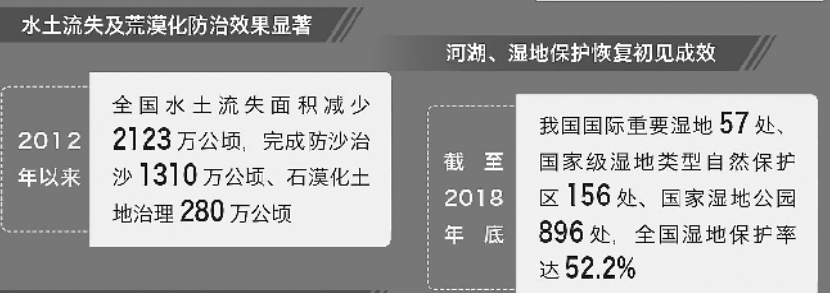 水土流失及荒漠化防治效果显著
2012
年以来
全国水土流失面积减少
2123万公顷，完成防沙治
沙1310万公顷、石漠化土
地治理280万公顷
河湖、湿地保护恢复初见成效
截至
2018
年底
我国国际重要湿地57处、
国家级湿地类型自然保护
区156处、国家湿地公园
896处，全国湿地保护率
达52.2%